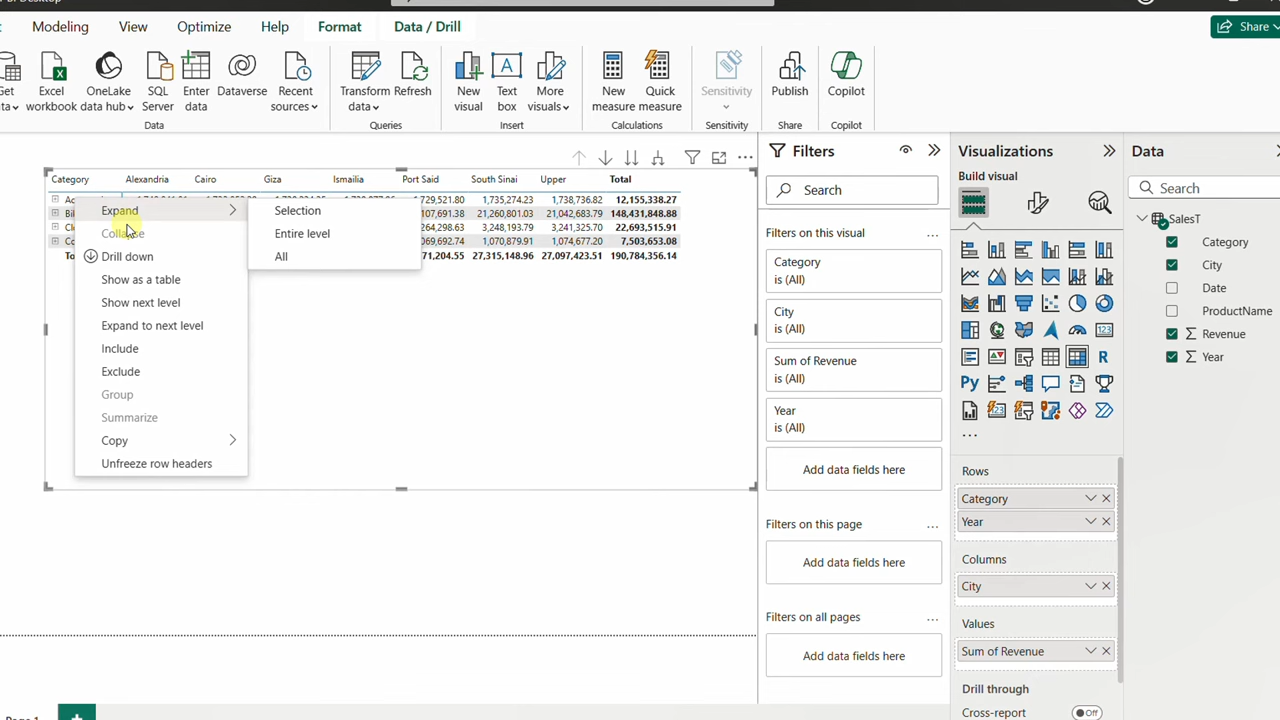 Modeling View Optimize Help Format Data / Drill
Share
Excel workbook
OneLake data hub
SQL Server
Enter data
Dataverse
Recent sources
Transform data
Refresh
New visual
Text box
More visuals
New measure
Quick measure
Sensitivity
Publish
Copilot
Data Queries Insert Calculations Sensitivity Share Copilot
Category Alexandria Cairo Giza Ismailia Port Said South Sinai Upper Total
1,729,521.80 1,735,274.23 1,738,736.82 12,155,338.27
107,691.38 21,260,801.03 21,042,683.79 148,431,848.88
264,298.63 3,248,193.79 3,241,325.70 22,693,515.91
069,692.74 1,070,879.91 1,074,677.20 7,503,653.08
71,204.55 27,315,148.96 27,097,423.51 190,784,356.14
Expand
Collapse
Drill down
Show as a table
Show next level
Expand to next level
Include
Exclude
Group
Summarize
Copy
Unfreeze row headers
Selection
Entire level
All
Filters
Search
Filters on this visual
...
Category
is (All)
City
is (All)
Sum of Revenue
is (All)
Year
is (All)
Add data fields here
Filters on this page
...
Add data fields here
Filters on all pages
...
Add data fields here
Visualizations
Build visual
123
R
Py
...
Rows
Category
Year
Columns
City
Values
Sum of Revenue
Drill through
Cross-report
Off
Data
Search
SalesT
Category
City
Date
ProductName
Σ Revenue
Σ Year